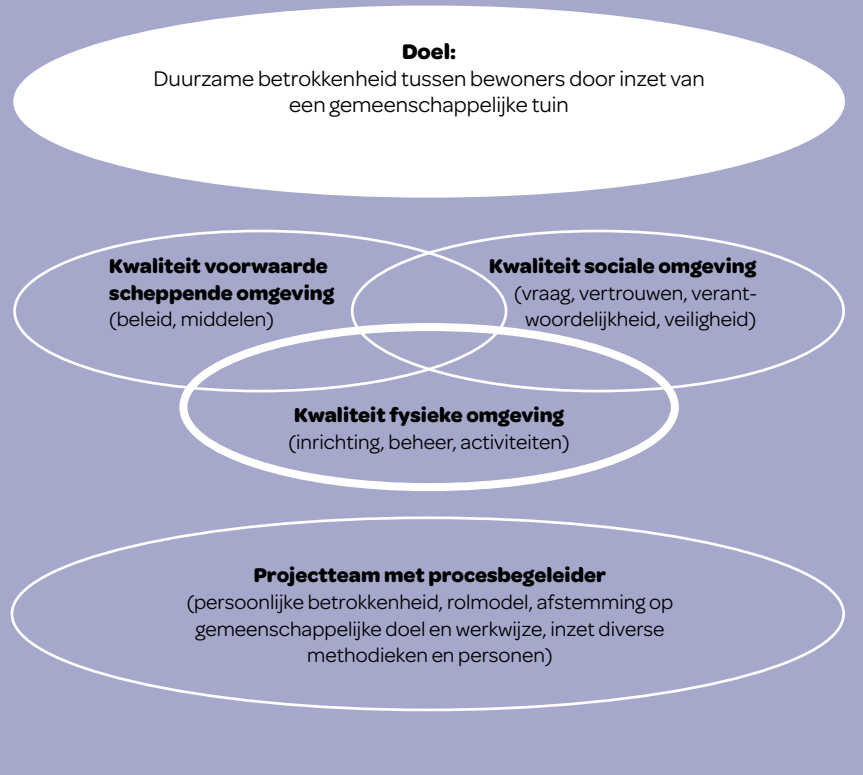 Doel:
Duurzame betrokkenheid tussen bewoners door inzet van
een gemeenschappelijke tuin
Kwaliteit voorwaarde
scheppende omgeving
(beleid, middelen)
Kwaliteit sociale omgeving
(vraag, vertrouwen, verant-
woordelijkheid, veiligheid)
Kwaliteit fysieke omgeving
(inrichting, beheer, activiteiten)
Projectteam met procesbegeleider
(persoonlijke betrokkenheid, rolmodel, afstemming op
gemeenschappelijke doel en werkwijze, inzet diverse
methodieken en personen)